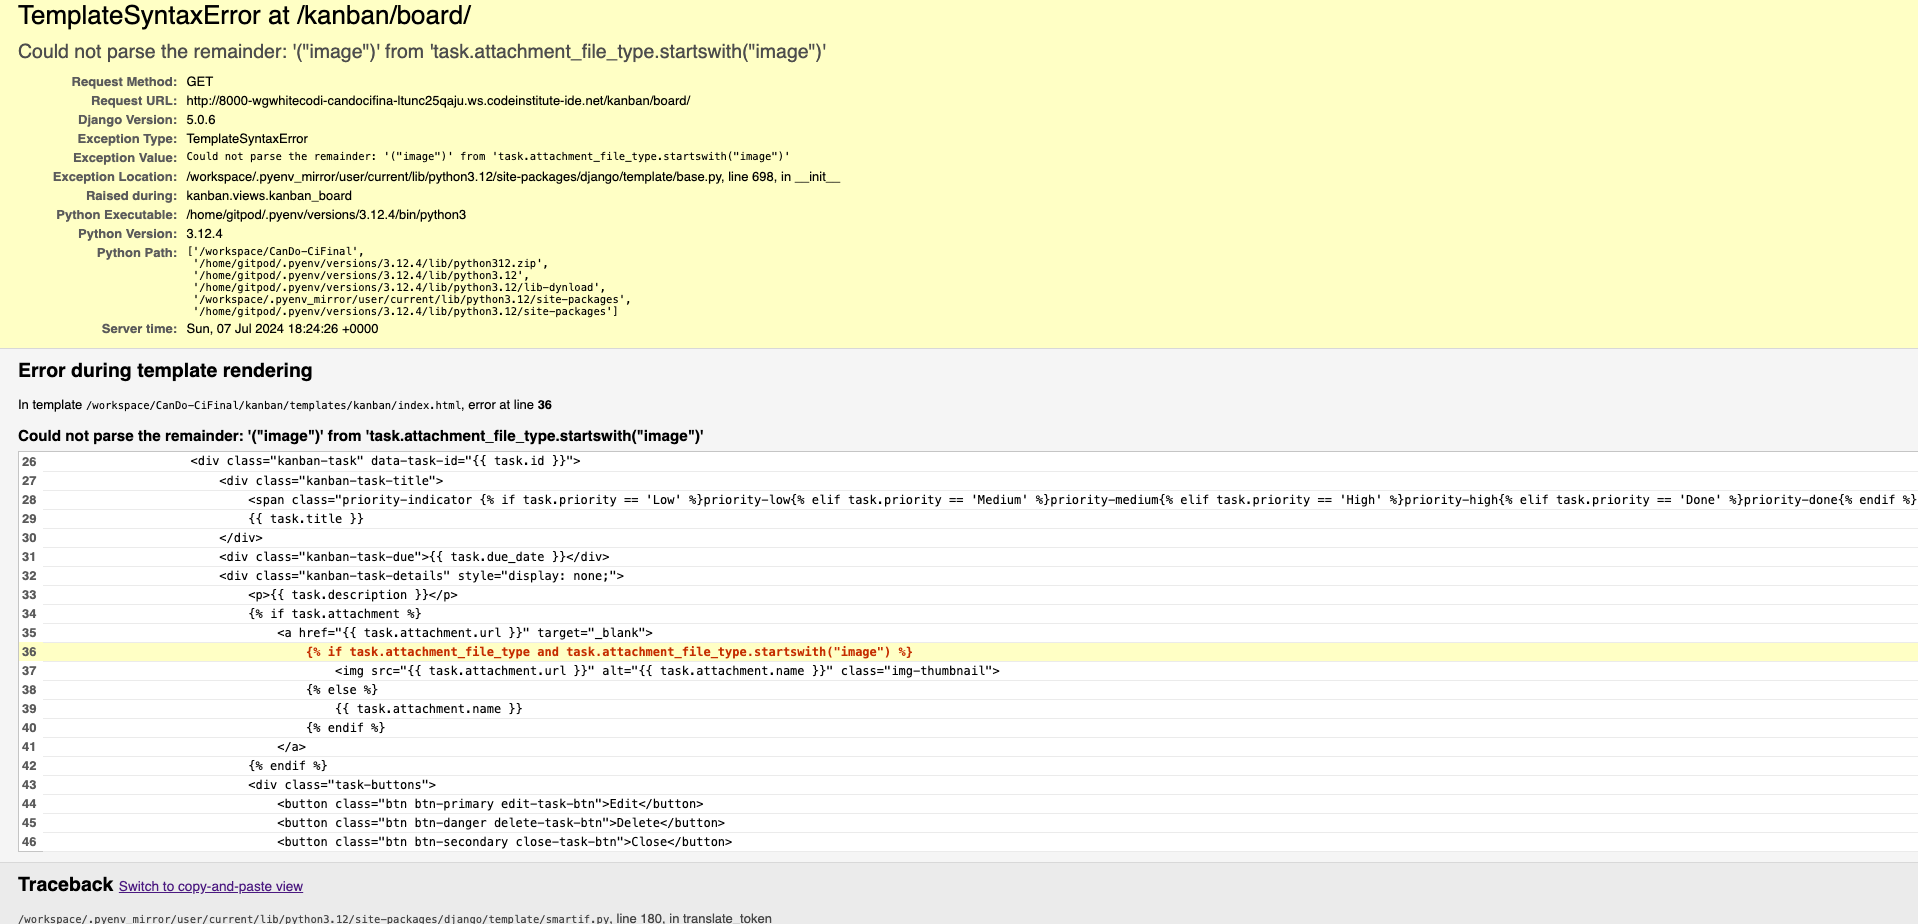 TemplateSyntaxError at /kanban/board/
Could not parse the remainder: '("image")' from 'task.attachment_file_type.startswith("image")'
Request Method: GET
Request URL: http://8000-wgwhitecodi-candocifina-ltunc25qaju.ws.codeinstitute-ide.net/kanban/board/
Django Version: 5.0.6
Exception Type: TemplateSyntaxError
Exception Value: Could not parse the remainder: '("image")' from 'task.attachment_file_type.startswith("image")'
Exception Location: /workspace/.pyenv_mirror/user/current/lib/python3.12/site-packages/django/template/base.py, line 698, in __init__
Raised during: kanban.views.kanban_board
Python Executable: /home/gitpod/.pyenv/versions/3.12.4/bin/python3
Python Version: 3.12.4
Python Path: ['/workspace/CanDo-CiFinal',
'/home/gitpod/.pyenv/versions/3.12.4/lib/python312.zip',
'/home/gitpod/.pyenv/versions/3.12.4/lib/python3.12',
'/home/gitpod/.pyenv/versions/3.12.4/lib/python3.12/lib-dynload',
'/workspace/.pyenv_mirror/user/current/lib/python3.12/site-packages',
'/home/gitpod/.pyenv/versions/3.12.4/lib/python3.12/site-packages']
Server time: Sun, 07 Jul 2024 18:24:26 +0000
Error during template rendering
In template /workspace/CanDo-CiFinal/kanban/templates/kanban/index.html, error at line 36
Could not parse the remainder: '("image")' from 'task.attachment_file_type.startswith("image")'
26 <div class="kanban-task" data-task-id="{{ task.id }}">
27 <div class="kanban-task-title">
28 <span class="priority-indicator {% if task.priority == 'Low' %}priority-low{% elif task.priority == 'Medium' %}priority-medium{% elif task.priority == 'High' %}priority-high{% elif task.priority == 'Done' %}priority-done{% endif %}
29 {{ task.title }}
30 </div>
31 <div class="kanban-task-due">{{ task.due_date }}</div>
32 <div class="kanban-task-details" style="display: none;">
33 <p>{{ task.description }}</p>
34 {% if task.attachment %}
35 <a href="{{ task.attachment.url }}" target="_blank">
36 {% if task.attachment_file_type and task.attachment_file_type.startswith("image") %}
37 <img src="{{ task.attachment.url }}" alt="{{ task.attachment.name }}" class="img-thumbnail">
38 {% else %}
39 {{ task.attachment.name }}
40 {% endif %}
41 </a>
42 {% endif %}
43 <div class="task-buttons">
44 <button class="btn btn-primary edit-task-btn">Edit</button>
45 <button class="btn btn-danger delete-task-btn">Delete</button>
46 <button class="btn btn-secondary close-task-btn">Close</button>
Traceback Switch to copy-and-paste view
/workspace/.pyenv_mirror/user/current/lib/python3.12/site-packages/django/template/smartif.py, line 180, in translate_token